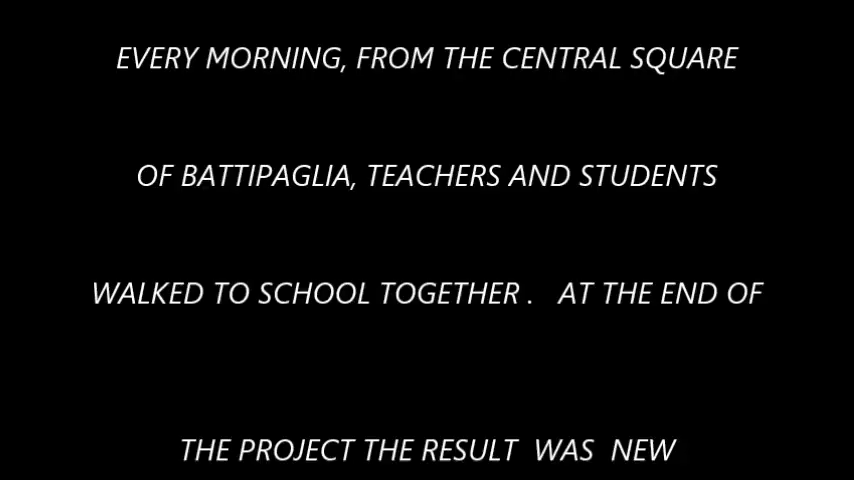 EVERY MORNING, FROM THE CENTRAL SQUARE
OF BATTIPAGLIA, TEACHERS AND STUDENTS
WALKED TO SCHOOL TOGETHER .   AT THE END OF
THE PROJECT THE RESULT  WAS  NEW